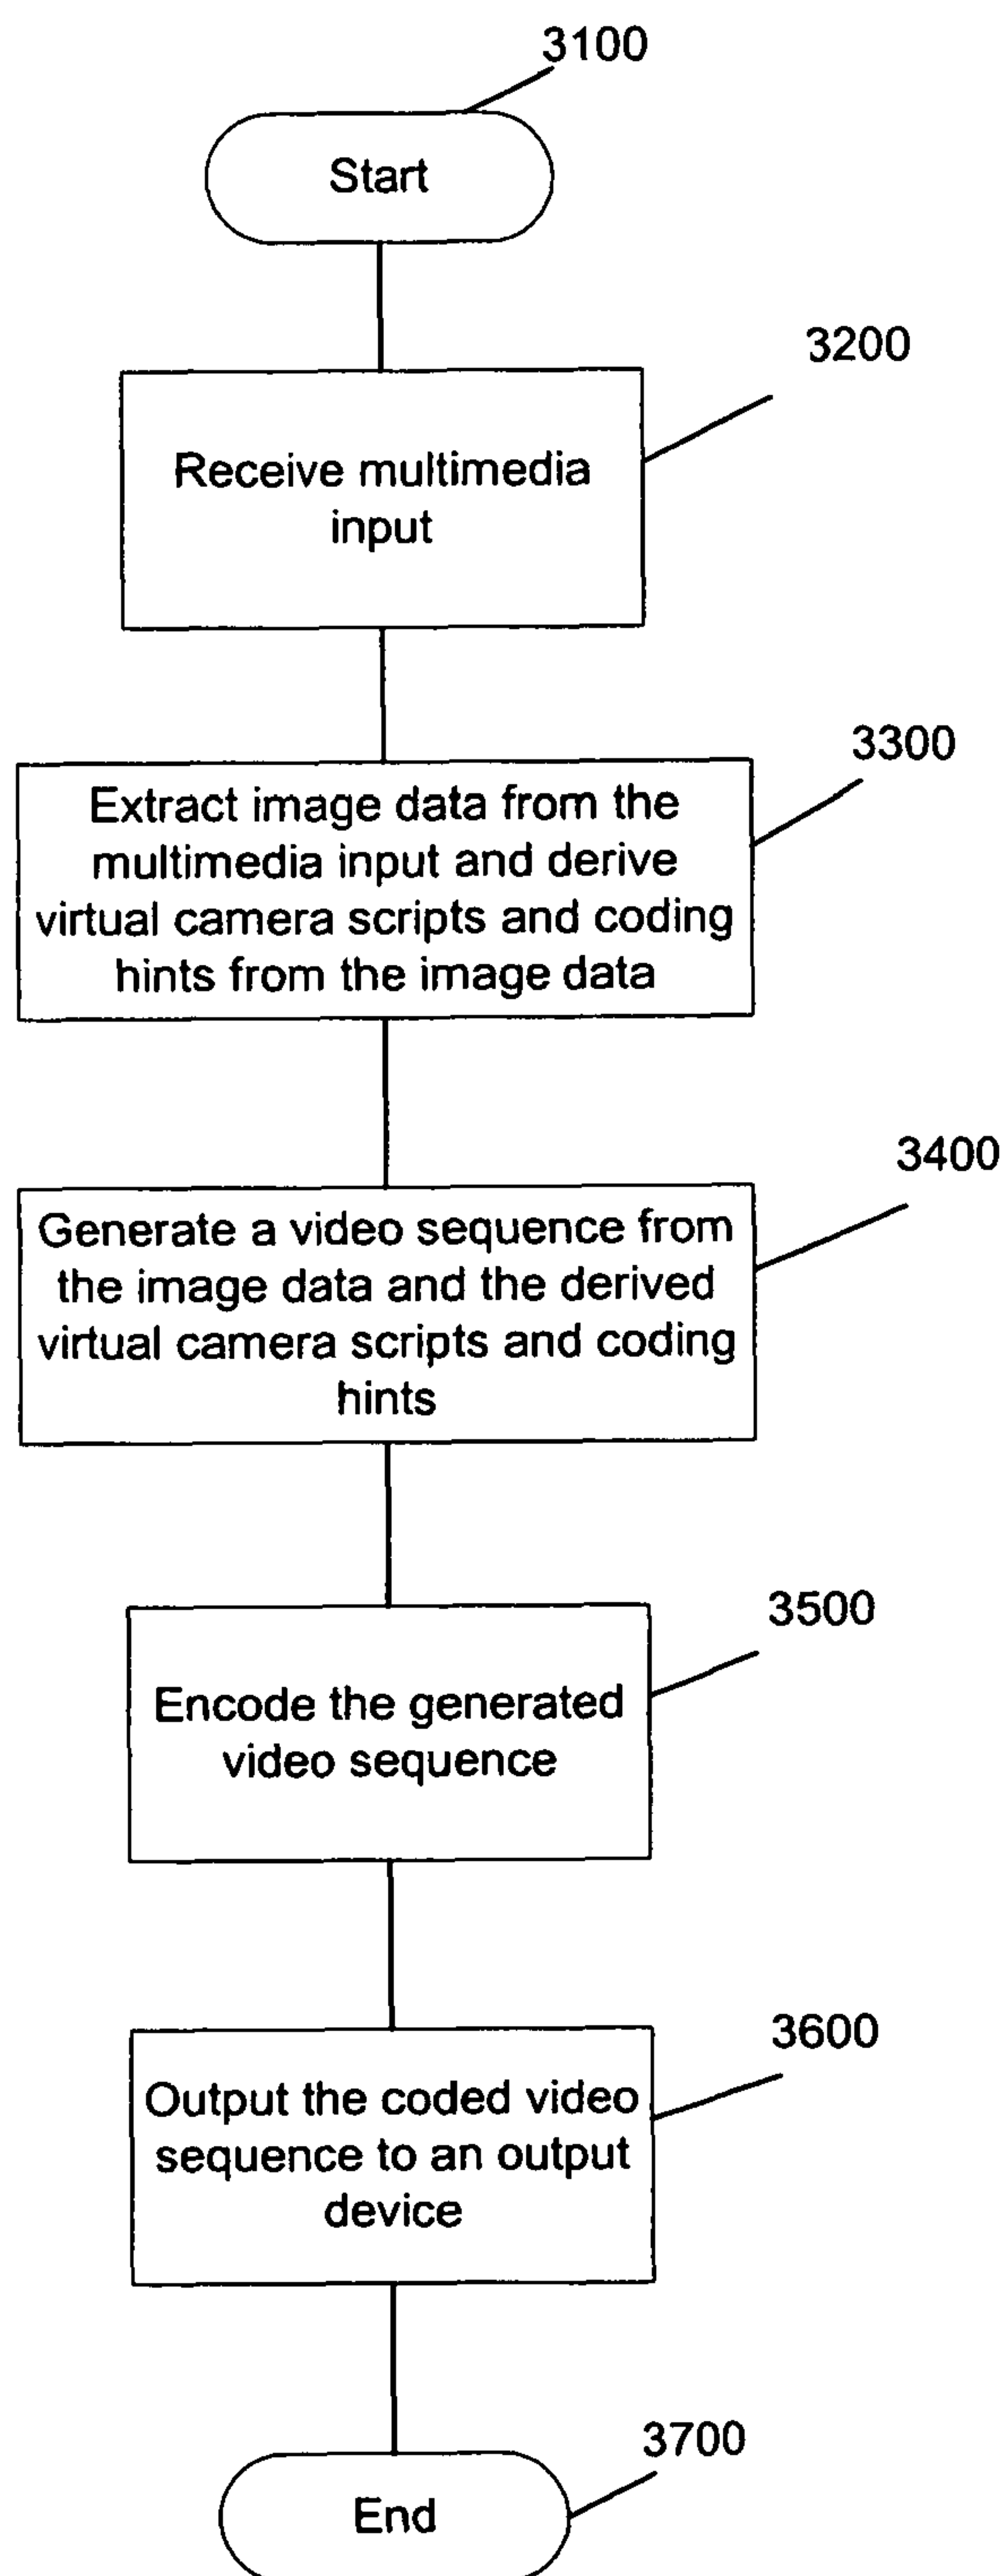 3100
Start
3200
Receive multimedia
input
3300
Extract image data from the
multimedia input and derive
virtual camera scripts and coding
hints from the image data
3400
Generate a video sequence from
the image data and the derived
virtual camera scripts and coding
hints
3500
Encode the generated
video sequence
3600
Output the coded video
sequence to an output
device
3700
End